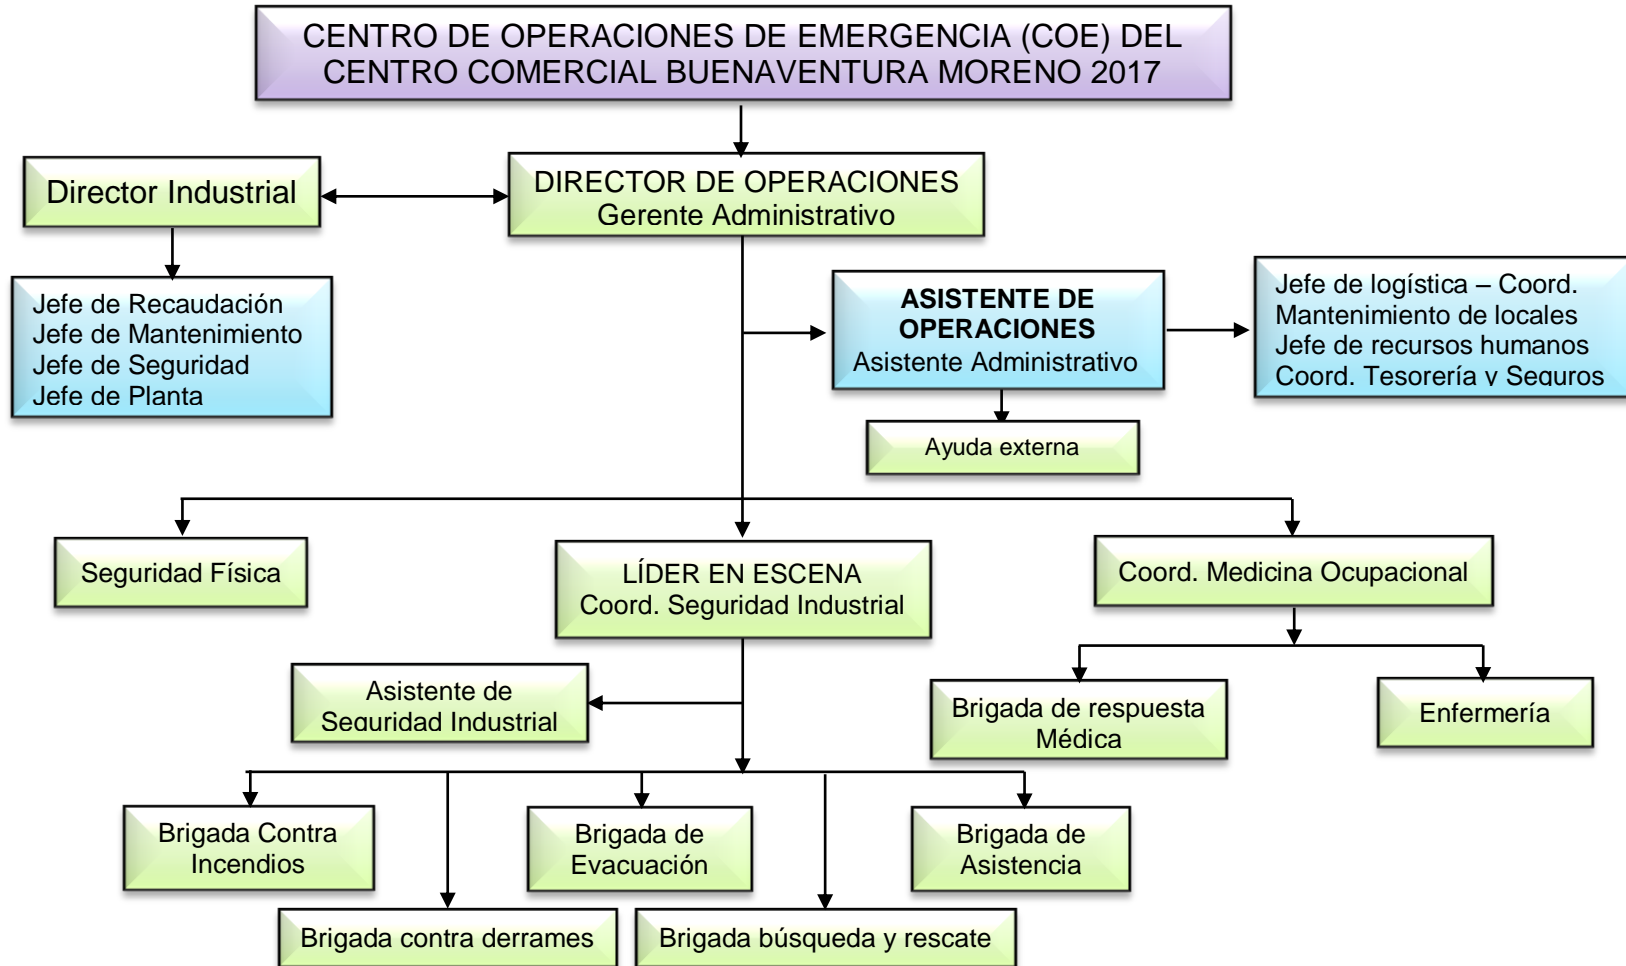 CENTRO DE OPERACIONES DE EMERGENCIA (COE) DEL
CENTRO COMERCIAL BUENAVENTURA MORENO 2017
Director Industrial
DIRECTOR DE OPERACIONES
Gerente Administrativo
Jefe de Recaudación
Jefe de Mantenimiento
Jefe de Seguridad
Jefe de Planta
ASISTENTE DE
OPERACIONES
Asistente Administrativo
Jefe de logística – Coord.
Mantenimiento de locales
Jefe de recursos humanos
Coord. Tesorería y Seguros
Ayuda externa
Seguridad Física
LÍDER EN ESCENA
Coord. Seguridad Industrial
Coord. Medicina Ocupacional
Asistente de
Seguridad Industrial
Brigada de respuesta
Médica
Enfermería
Brigada Contra
Incendios
Brigada de
Evacuación
Brigada de
Asistencia
Brigada contra derrames
Brigada búsqueda y rescate